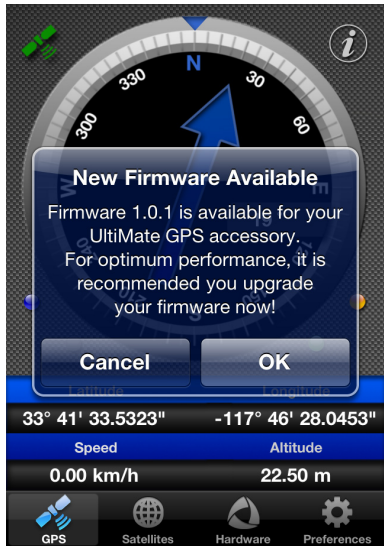 N
330
30
300
60
W
E
New Firmware Available
Firmware 1.0.1 is available for your
UltiMate GPS accessory.
For optimum performance, it is
recommended you upgrade
your firmware now!
Cancel
OK
Latitude
Longitude
33° 41' 33.5323"
-117° 46' 28.0453"
Speed
Altitude
0.00 km/h
22.50 m
GPS
Satellites
Hardware
Preferences